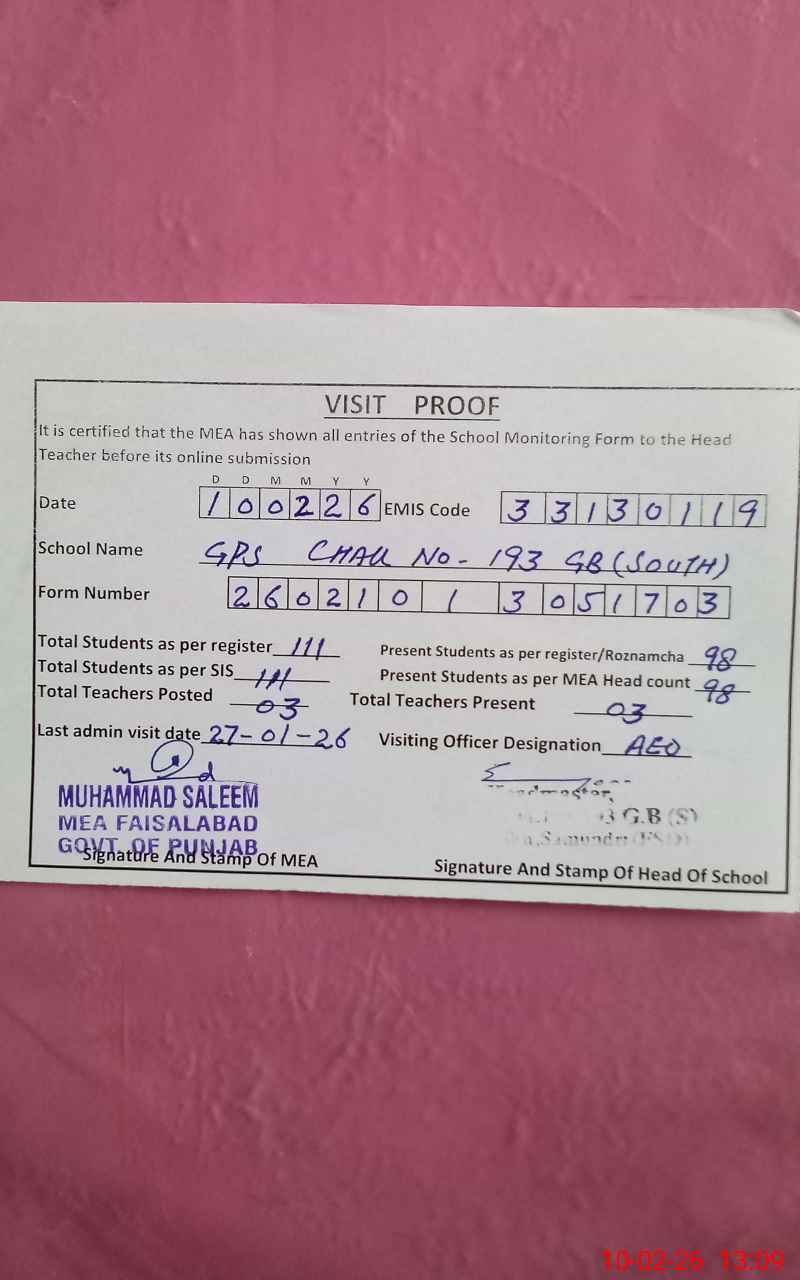 VISIT PROOF
It is certified that the MEA has shown all entries of the School Monitoring Form to the Head
Teacher before its online submission
D D M M Y Y
Date 1 0 0 2 2 6 EMIS Code 3 3 1 3 0 1 1 9
School Name GPS CHAK NO- 193 GB (SOUTH)
Form Number 2 6 0 2 1 0 1 3 0 5 1 7 0 3
Total Students as per register 111 Present Students as per register/Roznamcha 98
Total Students as per SIS 111 Present Students as per MEA Head count 98
Total Teachers Posted 03 Total Teachers Present 03
Last admin visit date 27-01-26 Visiting Officer Designation AEO
MUHAMMAD SALEEM
MEA FAISALABAD
GOVT. OF PUNJAB
G.B (S)
Signature And Stamp Of MEA Signature And Stamp Of Head Of School
10-02-26 13:09